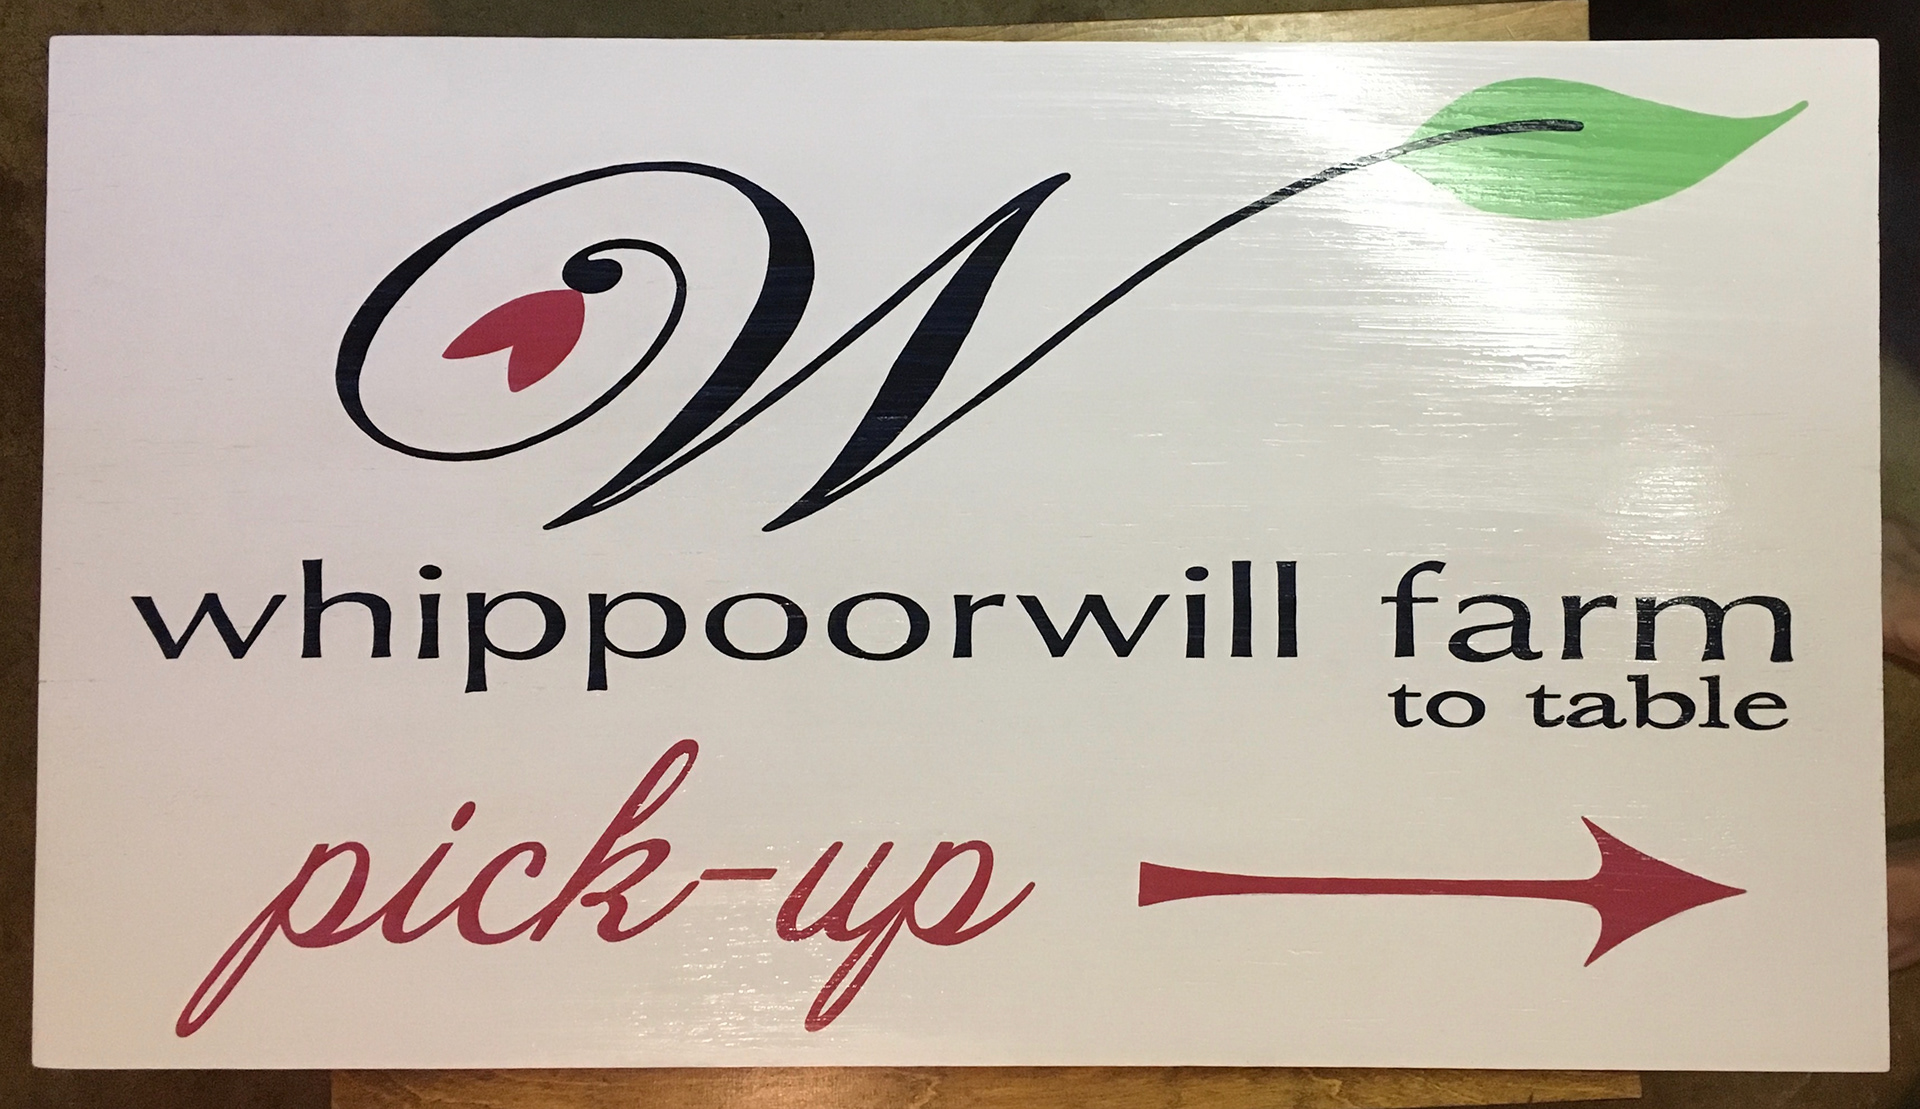 W
whippoorwill farm
to table
pick-up